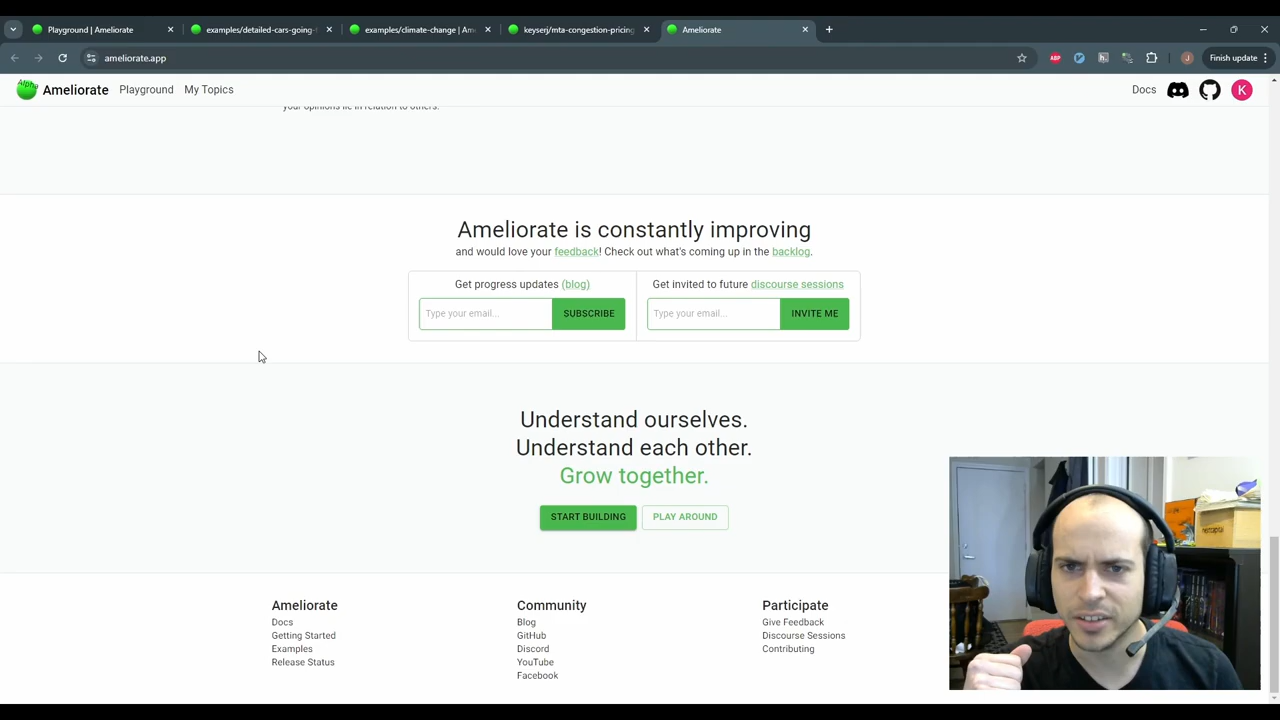 Playground | Ameliorate
examples/detailed-cars-going-
examples/climate-change | Am
keyserj/mta-congestion-pricing
Ameliorate
ameliorate.app
ABP
J
Finish update
Alpha
Ameliorate
Playground
My Topics
Docs
K
your opinions lie in relation to others.
Ameliorate is constantly improving
and would love your feedback! Check out what's coming up in the backlog.
Get progress updates (blog)
Get invited to future discourse sessions
Type your email...
SUBSCRIBE
Type your email...
INVITE ME
Understand ourselves.
Understand each other.
Grow together.
START BUILDING
PLAY AROUND
Ameliorate
Docs
Getting Started
Examples
Release Status
Community
Blog
GitHub
Discord
YouTube
Facebook
Participate
Give Feedback
Discourse Sessions
Contributing